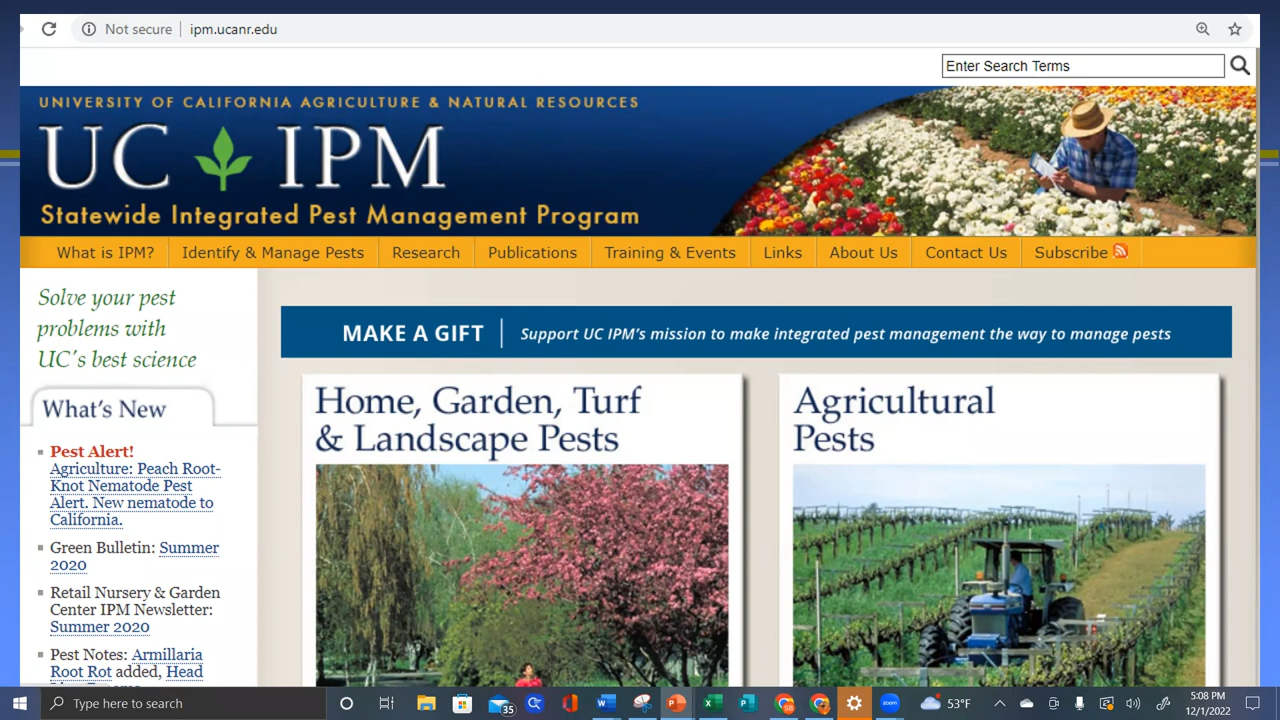 Not secure
ipm.ucanr.edu
Enter Search Terms
UNIVERSITY OF CALIFORNIA AGRICULTURE & NATURAL RESOURCES
UC IPM
Statewide Integrated Pest Management Program
What is IPM? Identify & Manage Pests Research Publications Training & Events Links About Us Contact Us Subscribe
Solve your pest
problems with
UC's best science
What's New
Pest Alert!
Agriculture: Peach Root-
Knot Nematode Pest
Alert. New nematode to
California.
Green Bulletin: Summer
2020
Retail Nursery & Garden
Center IPM Newsletter:
Summer 2020
Pest Notes: Armillaria
Root Rot added, Head
MAKE A GIFT Support UC IPM's mission to make integrated pest management the way to manage pests
Home, Garden, Turf
& Landscape Pests
Agricultural
Pests
Type here to search
35
zoom
53°F
5:08 PM
12/1/2022